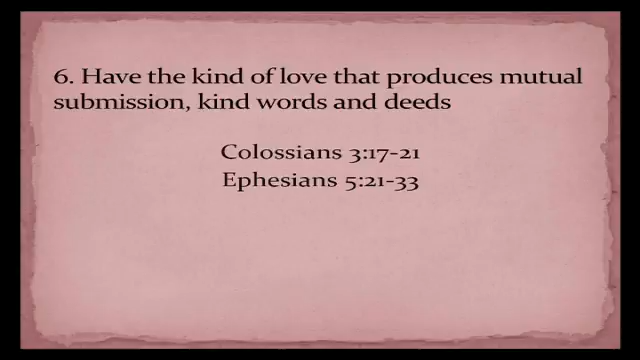 6. Have the kind of love that produces mutual
submission, kind words and deeds
Colossians 3:17-21
Ephesians 5:21-33